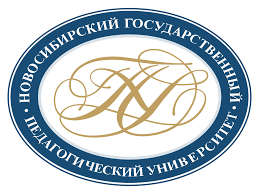 НОВОСИБИРСКИЙ ГОСУДАРСТВЕННЫЙ
ПЕДАГОГИЧЕСКИЙ УНИВЕРСИТЕТ